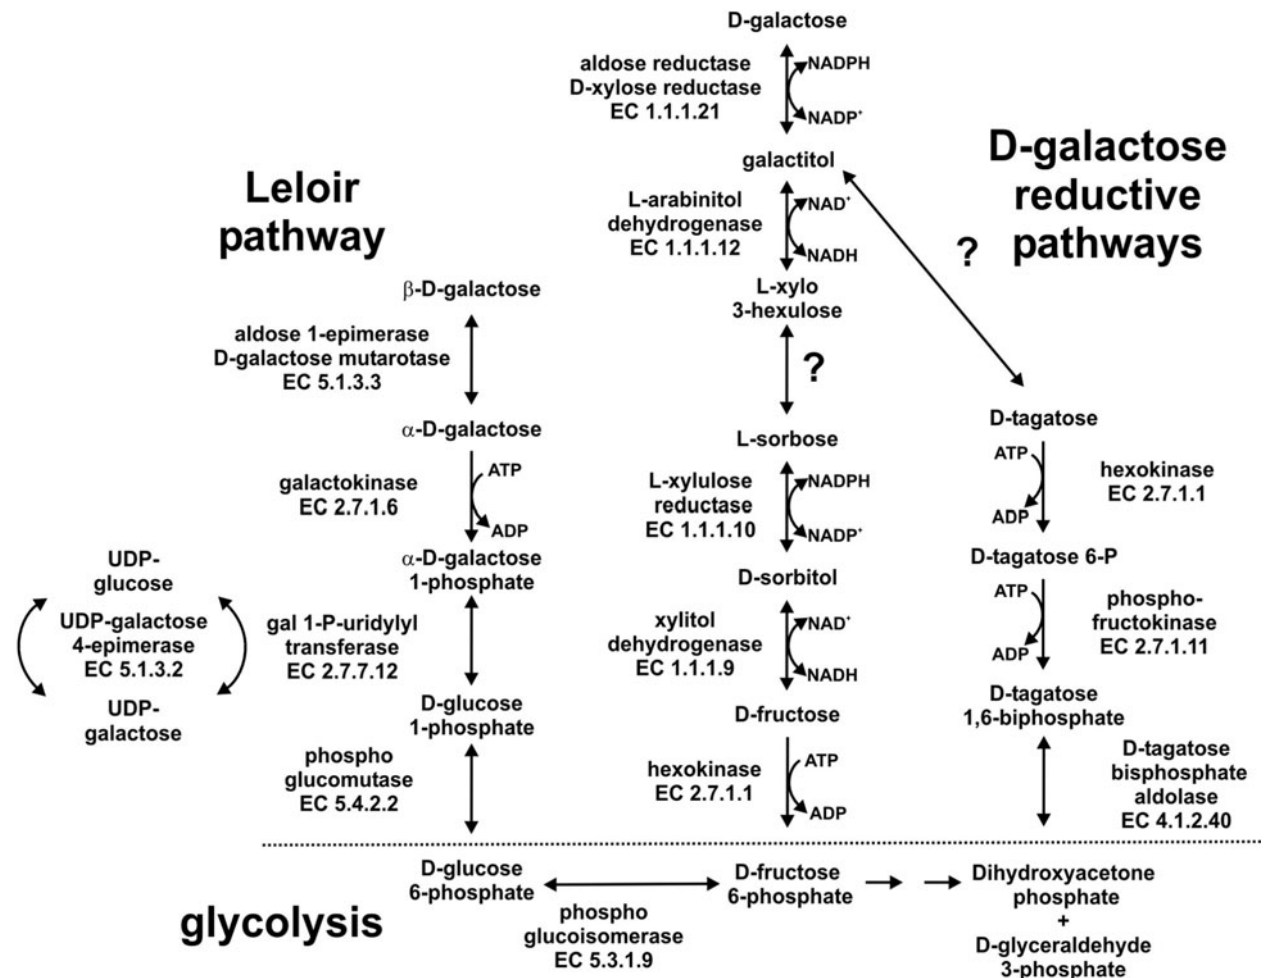 D-galactose
aldose reductase
D-xylose reductase
EC 1.1.1.21
NADPH
NADP⁺
galactitol
D-galactose
reductive
pathways
Leloir
pathway
L-arabinitol
dehydrogenase
EC 1.1.1.12
NAD⁺
NADH
?
L-xylo
3-hexulose
β-D-galactose
aldose 1-epimerase
D-galactose mutarotase
EC 5.1.3.3
?
α-D-galactose
L-sorbose
D-tagatose
galactokinase
EC 2.7.1.6
ATP
ADP
L-xylulose
reductase
EC 1.1.1.10
NADPH
NADP⁺
ATP
ADP
hexokinase
EC 2.7.1.1
α-D-galactose
1-phosphate
D-sorbitol
D-tagatose 6-P
UDP-
glucose
UDP-galactose
4-epimerase
EC 5.1.3.2
UDP-
galactose
gal 1-P-uridylyl
transferase
EC 2.7.7.12
xylitol
dehydrogenase
EC 1.1.1.9
NAD⁺
NADH
ATP
ADP
phospho-
fructokinase
EC 2.7.1.11
D-glucose
1-phosphate
D-fructose
D-tagatose
1,6-biphosphate
phospho
glucomutase
EC 5.4.2.2
hexokinase
EC 2.7.1.1
ATP
ADP
D-tagatose
bisphosphate
aldolase
EC 4.1.2.40
D-glucose
6-phosphate
D-fructose
6-phosphate
Dihydroxyacetone
phosphate
+
D-glyceraldehyde
3-phosphate
glycolysis
phospho
glucoisomerase
EC 5.3.1.9